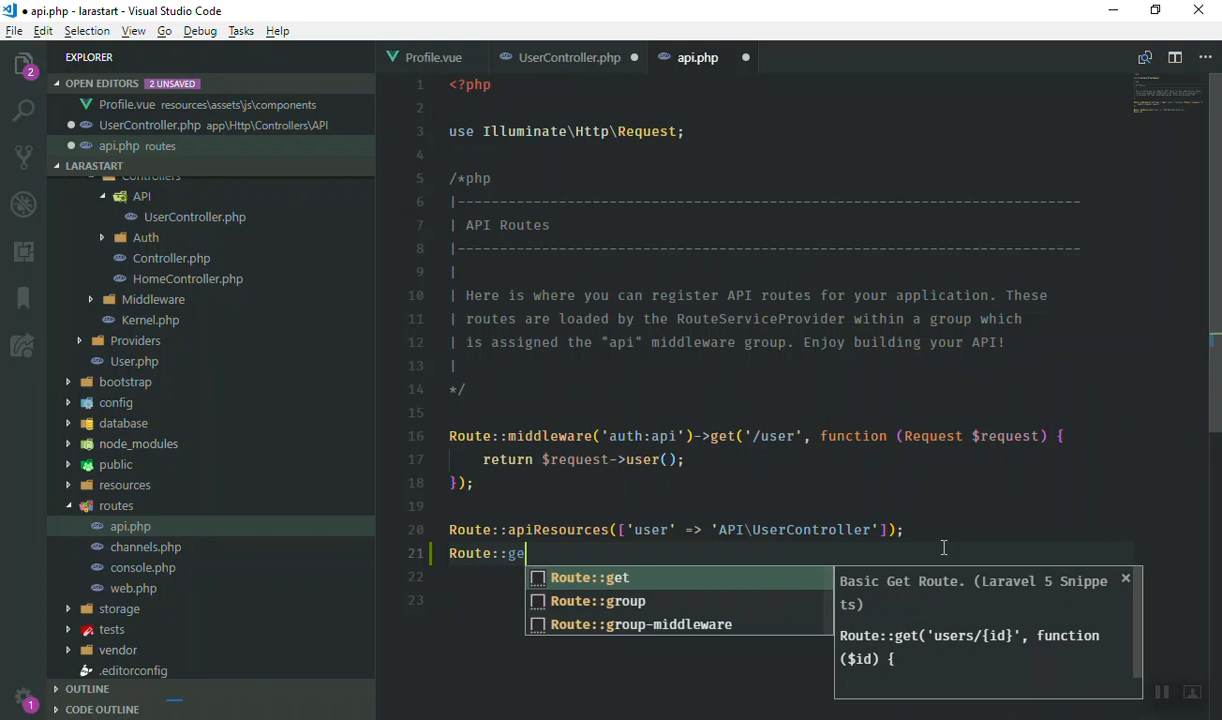 ● api.php - larastart - Visual Studio Code
File Edit Selection View Go Debug Tasks Help
EXPLORER
OPEN EDITORS 2 UNSAVED
Profile.vue resources\assets\js\components
● UserController.php app\Http\Controllers\API
● api.php routes
LARASTART
Controllers
API
UserController.php
Auth
Controller.php
HomeController.php
Middleware
Kernel.php
Providers
User.php
bootstrap
config
database
node_modules
public
resources
routes
api.php
channels.php
console.php
web.php
storage
tests
vendor
.editorconfig
OUTLINE
CODE OUTLINE
2
1
Profile.vue UserController.php ● api.php ●
1 <?php
2
3 use Illuminate\Http\Request;
4
5 /*php
6 |--------------------------------------------------------------------------
7 | API Routes
8 |--------------------------------------------------------------------------
9 |
10 | Here is where you can register API routes for your application. These
11 | routes are loaded by the RouteServiceProvider within a group which
12 | is assigned the "api" middleware group. Enjoy building your API!
13 |
14 */
15
16 Route::middleware('auth:api')->get('/user', function (Request $request) {
17 return $request->user();
18 });
19
20 Route::apiResources(['user' => 'API\UserController']);
21 Route::ge
22
23
Route::get
Route::group
Route::group-middleware
Basic Get Route. (Laravel 5 Snippe
ts)
Route::get('users/{id}', function
($id) {